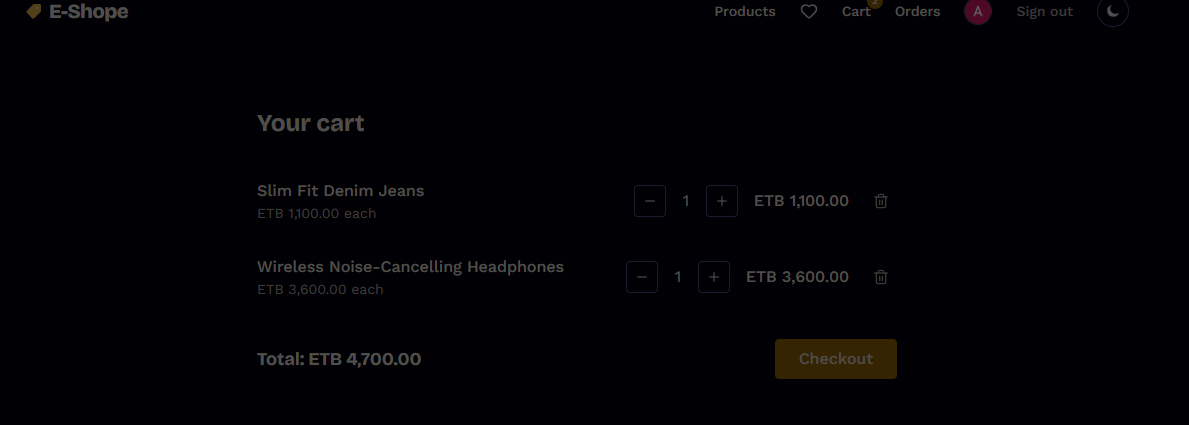 E-Shope
Products Cart 2 Orders A Sign out
Your cart
Slim Fit Denim Jeans
ETB 1,100.00 each
− 1 + ETB 1,100.00
Wireless Noise-Cancelling Headphones
ETB 3,600.00 each
− 1 + ETB 3,600.00
Total: ETB 4,700.00
Checkout